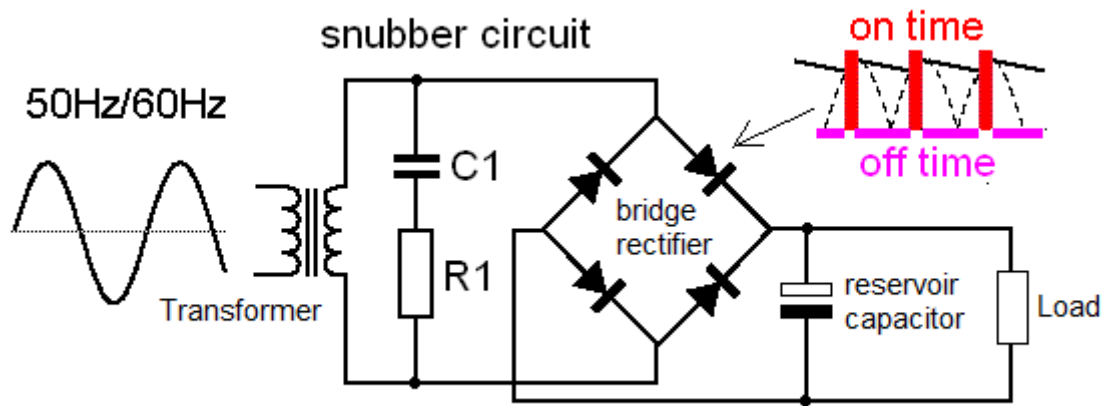 snubber circuit
on time
50Hz/60Hz
off time
C1
bridge
rectifier
R1
Transformer
reservoir
capacitor
Load